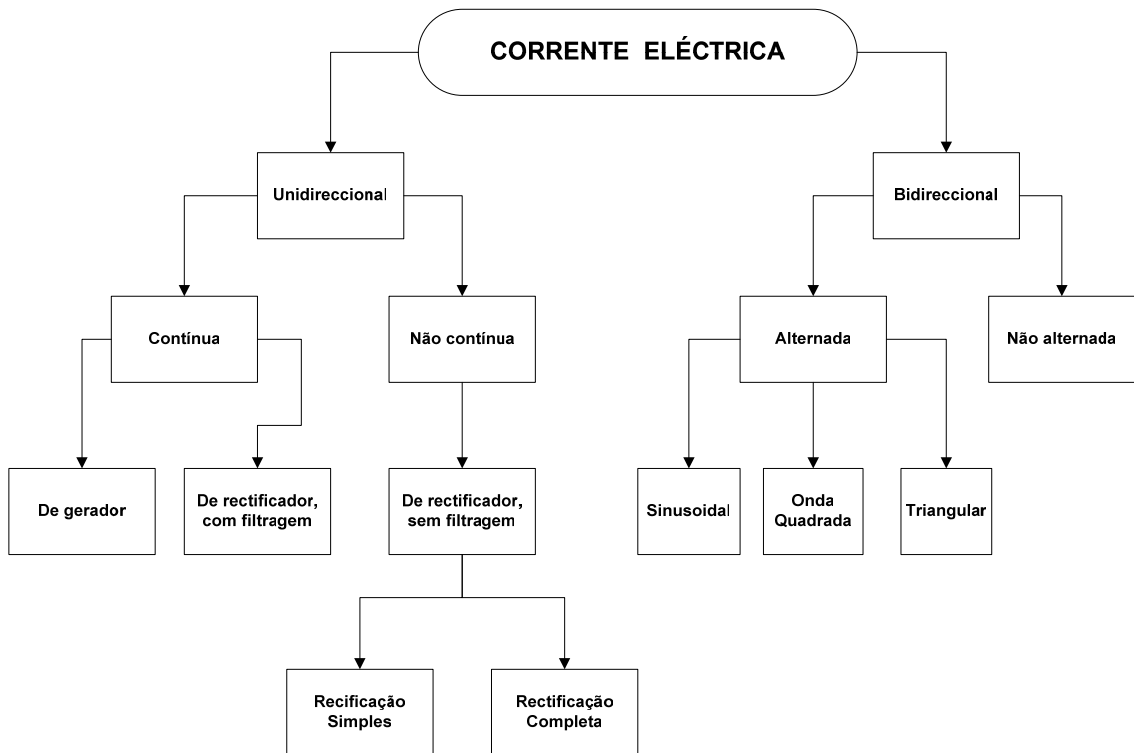 CORRENTE ELÉCTRICA
Unidireccional
Bidireccional
Contínua
Não contínua
Alternada
Não alternada
De gerador
De rectificador,
com filtragem
De rectificador,
sem filtragem
Sinusoidal
Onda
Quadrada
Triangular
Recificação
Simples
Rectificação
Completa